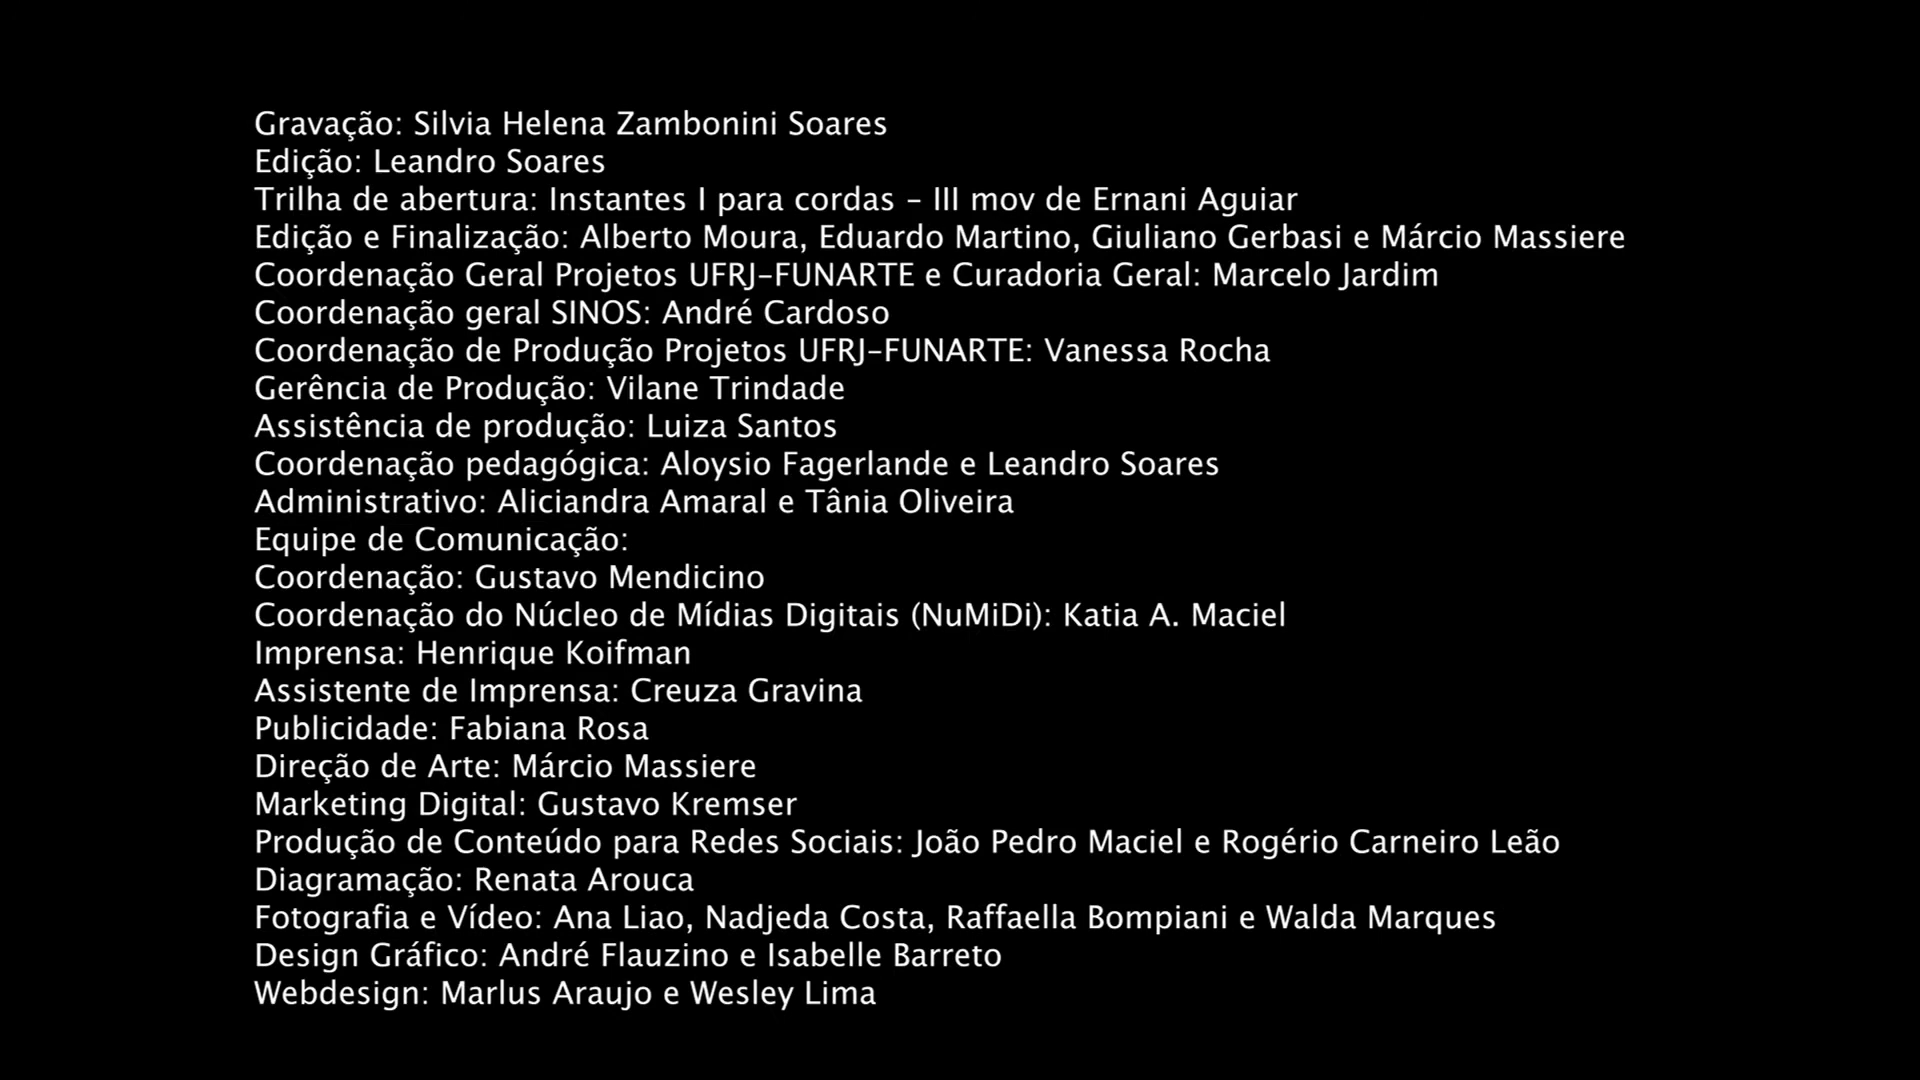 Gravação: Silvia Helena Zambonini Soares
Edição: Leandro Soares
Trilha de abertura: Instantes I para cordas – III mov de Ernani Aguiar
Edição e Finalização: Alberto Moura, Eduardo Martino, Giuliano Gerbasi e Márcio Massiere
Coordenação Geral Projetos UFRJ-FUNARTE e Curadoria Geral: Marcelo Jardim
Coordenação geral SINOS: André Cardoso
Coordenação de Produção Projetos UFRJ-FUNARTE: Vanessa Rocha
Gerência de Produção: Vilane Trindade
Assistência de produção: Luiza Santos
Coordenação pedagógica: Aloysio Fagerlande e Leandro Soares
Administrativo: Aliciandra Amaral e Tânia Oliveira
Equipe de Comunicação:
Coordenação: Gustavo Mendicino
Coordenação do Núcleo de Mídias Digitais (NuMiDi): Katia A. Maciel
Imprensa: Henrique Koifman
Assistente de Imprensa: Creuza Gravina
Publicidade: Fabiana Rosa
Direção de Arte: Márcio Massiere
Marketing Digital: Gustavo Kremser
Produção de Conteúdo para Redes Sociais: João Pedro Maciel e Rogério Carneiro Leão
Diagramação: Renata Arouca
Fotografia e Vídeo: Ana Liao, Nadjeda Costa, Raffaella Bompiani e Walda Marques
Design Gráfico: André Flauzino e Isabelle Barreto
Webdesign: Marlus Araujo e Wesley Lima